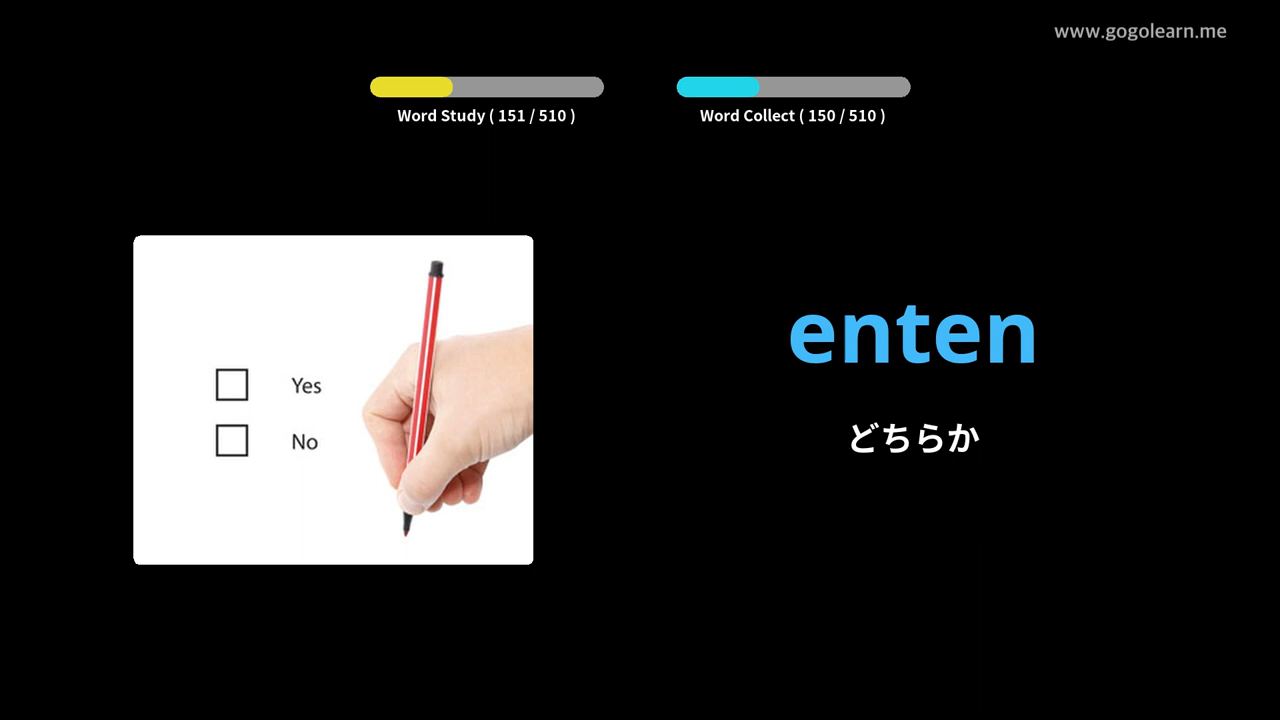 www.gogolearn.me
Word Study ( 151 / 510 )
Word Collect ( 150 / 510 )
Yes
No
enten
どちらか